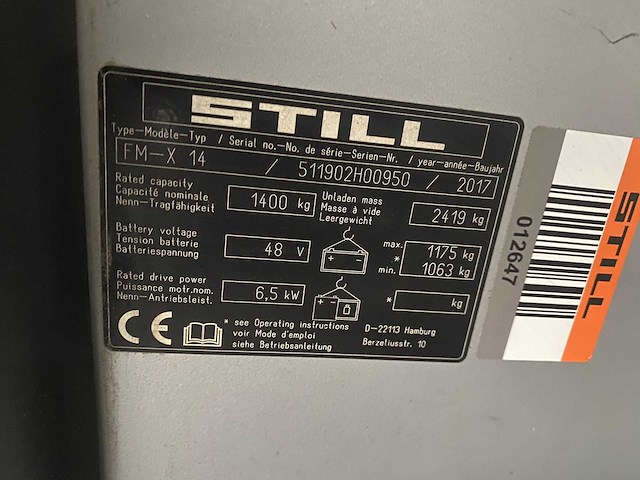 STILL
Type-Modèle-Typ / Serial no.-No. de série-Serien-Nr. / year-année-Baujahr
FM-X 14 / 511902H00950 / 2017
Rated capacity
Capacité nominale
Nenn-Tragfähigkeit
1400 kg
Unladen mass
Masse à vide
Leergewicht
2419 kg
Battery voltage
Tension batterie
Batteriespannung
48 V
max. 1175 kg
*
min. 1063 kg
Rated drive power
Puissance motr.nom.
Nenn-Antriebsleist.
6,5 kW
* kg
CE
* see Operating instructions
voir Mode d'emploi
siehe Betriebsanleitung
D-22113 Hamburg
Berzeliusstr. 10
012647
STILL